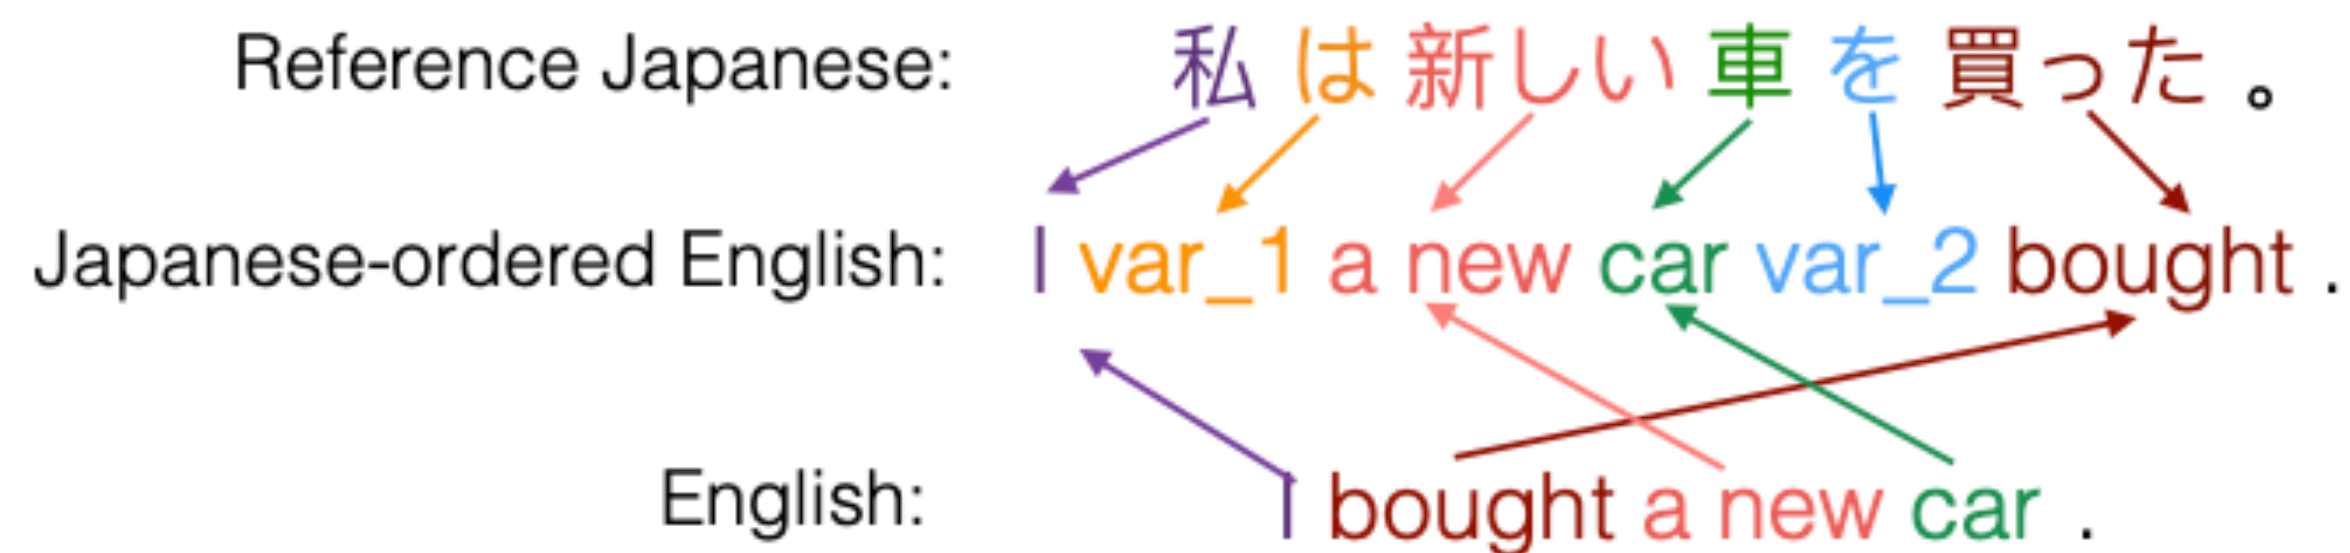 Reference Japanese: 私 は 新しい 車 を 買った 。
Japanese-ordered English: I var_1 a new car var_2 bought .
English: I bought a new car .